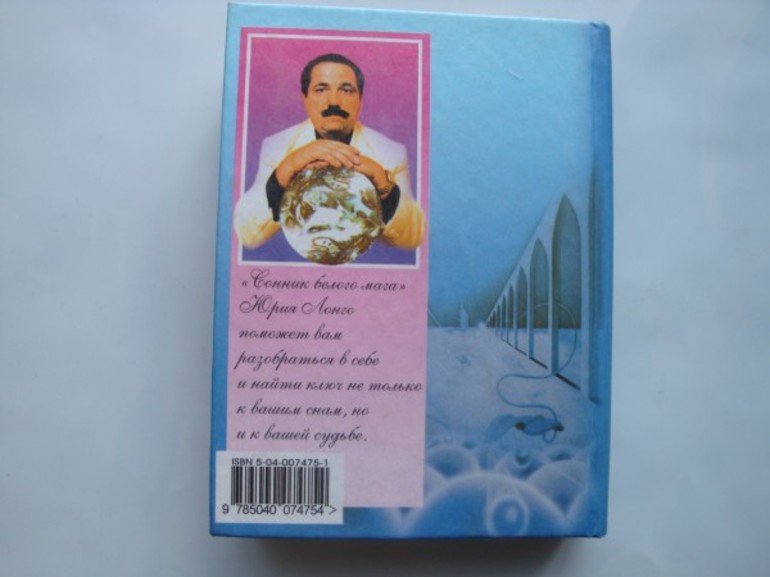 «Сонник белого мага»
Юрия Лонго
поможет вам
разобраться в себе
и найти ключ не только
к вашим снам, но
и к вашей судьбе.
ISBN 5-04-007475-1
9 785040 074754 >